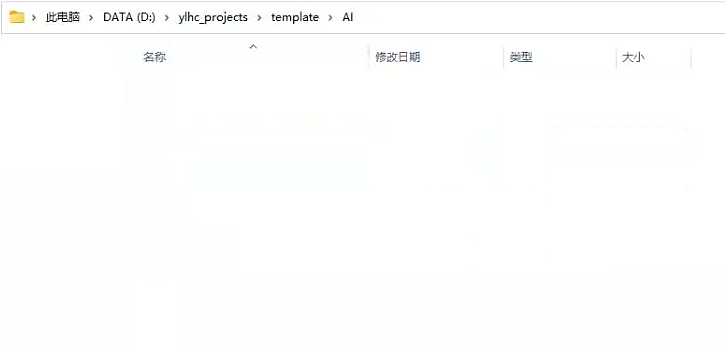 此电脑 › DATA (D:) › ylhc_projects › template › AI
名称 修改日期 类型 大小